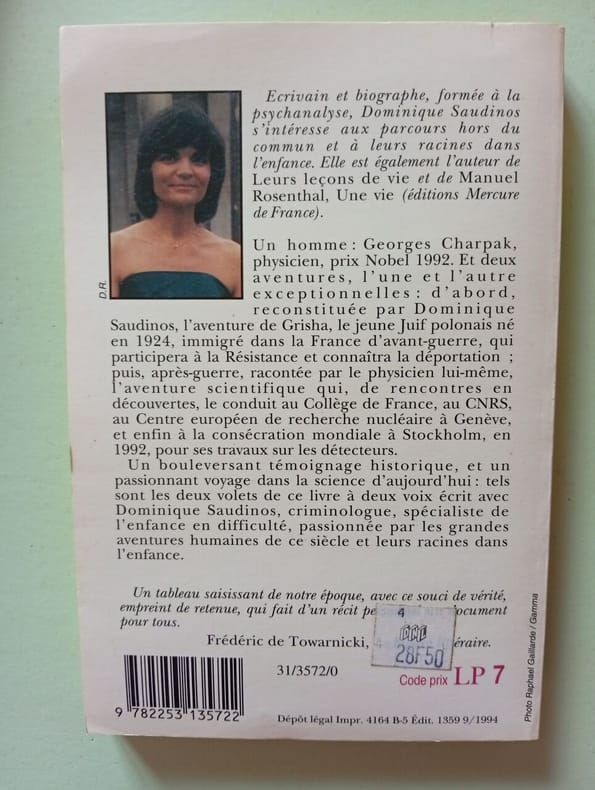 Ecrivain et biographe, formée à la
psychanalyse, Dominique Saudinos
s'intéresse aux parcours hors du
commun et à leurs racines dans
l'enfance. Elle est également l'auteur de
Leurs leçons de vie et de Manuel
Rosenthal, Une vie (éditions Mercure
de France).
D.R.
Un homme : Georges Charpak,
physicien, prix Nobel 1992. Et deux
aventures, l'une et l'autre
exceptionnelles : d'abord,
reconstituée par Dominique
Saudinos, l'aventure de Grisha, le jeune Juif polonais né
en 1924, immigré dans la France d'avant-guerre, qui
participera à la Résistance et connaîtra la déportation ;
puis, après-guerre, racontée par le physicien lui-même,
l'aventure scientifique qui, de rencontres en
découvertes, le conduit au Collège de France, au CNRS,
au Centre européen de recherche nucléaire à Genève,
et enfin à la consécration mondiale à Stockholm, en
1992, pour ses travaux sur les détecteurs.
Un bouleversant témoignage historique, et un
passionnant voyage dans la science d'aujourd'hui : tels
sont les deux volets de ce livre à deux voix écrit avec
Dominique Saudinos, criminologue, spécialiste de
l'enfance en difficulté, passionnée par les grandes
aventures humaines de ce siècle et leurs racines dans
l'enfance.
Un tableau saisissant de notre époque, avec ce souci de vérité,
empreint de retenue, qui fait d'un récit
pour tous.
Frédéric de Towarnicki,
4
28F50
31/3572/0
Code prix LP 7
9 782253 135722
Dépôt légal Impr. 4164 B-5 Édit. 1359 9/1994
Photo Raphael Gaillarde / Gamma